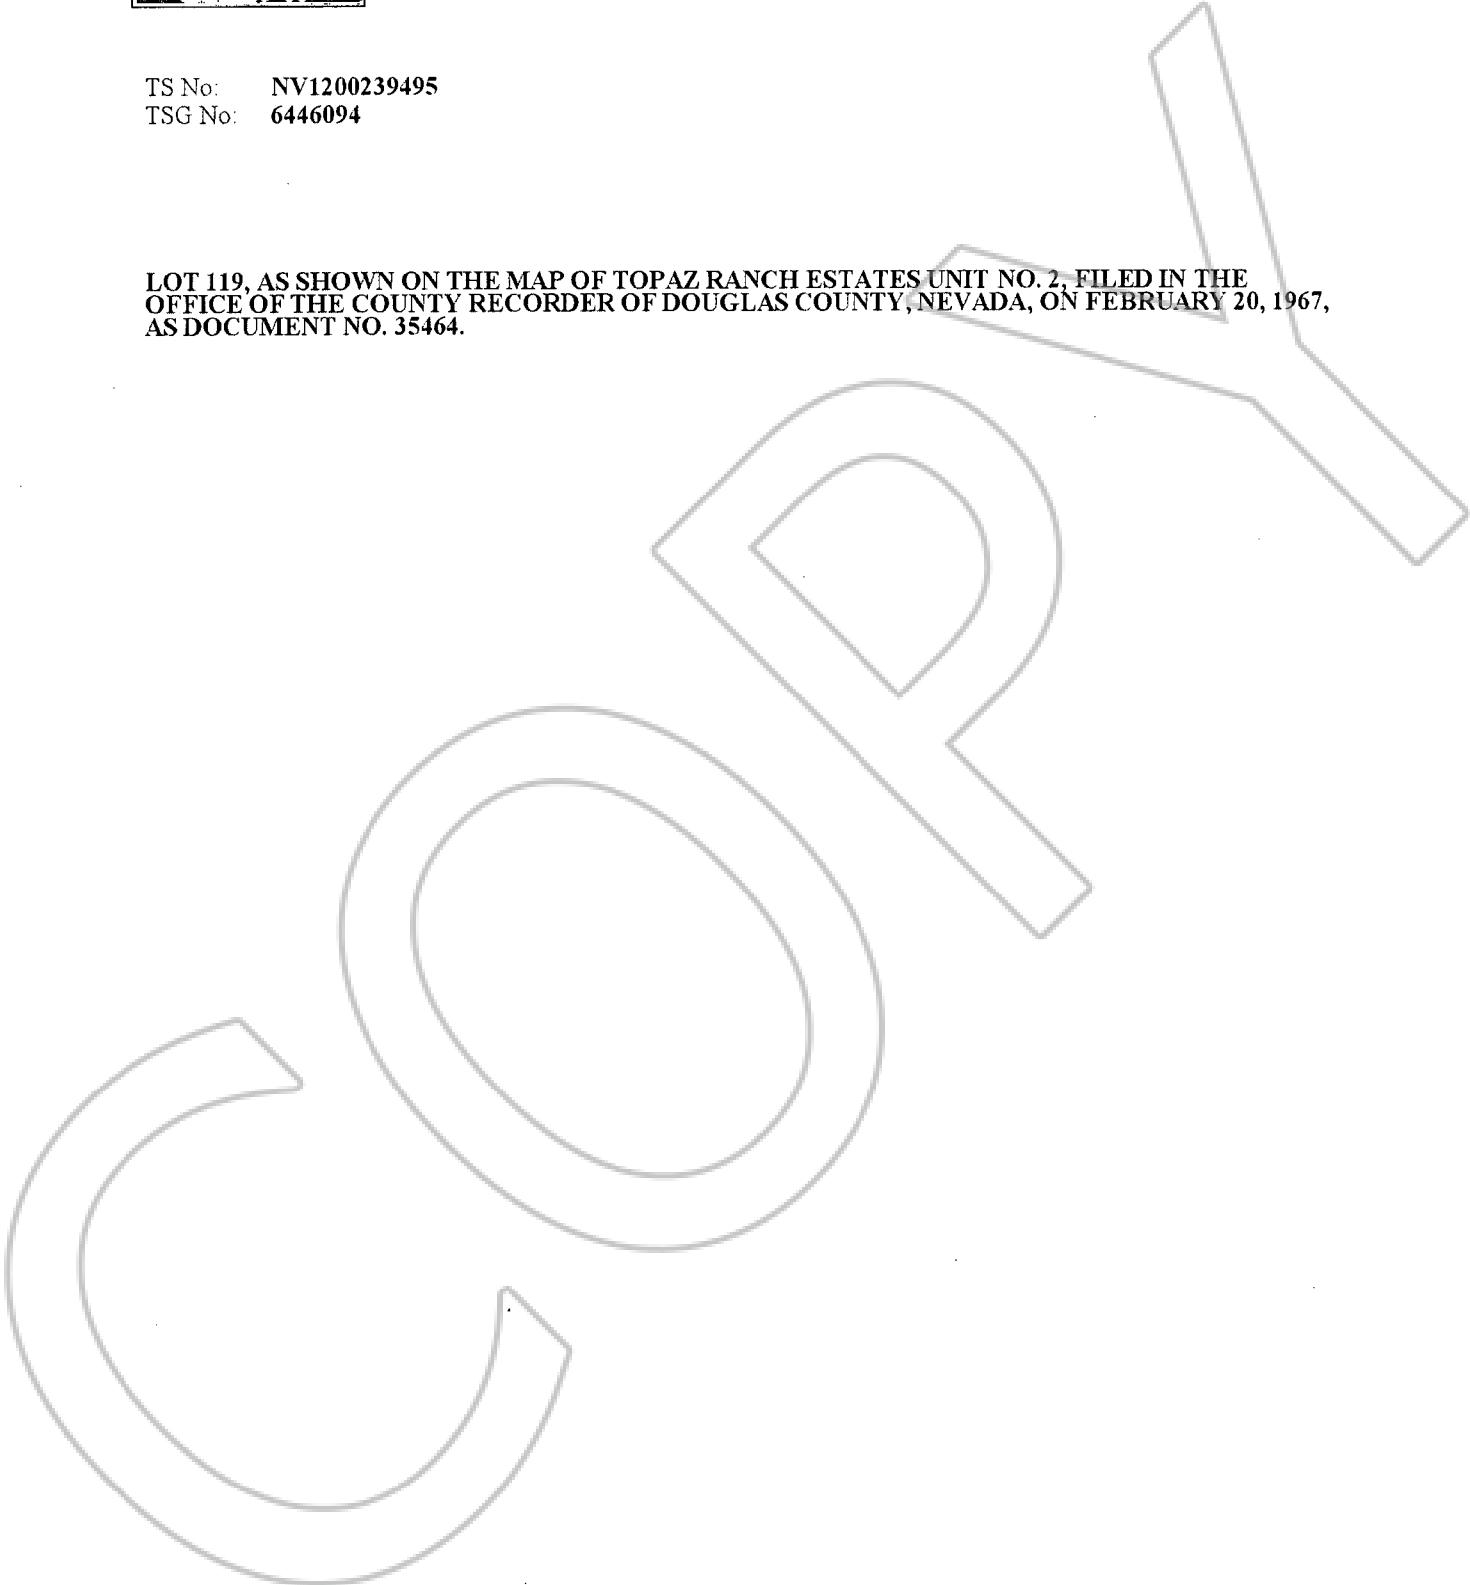 TS No: NV1200239495
TSG No: 6446094
LOT 119, AS SHOWN ON THE MAP OF TOPAZ RANCH ESTATES UNIT NO. 2, FILED IN THE
OFFICE OF THE COUNTY RECORDER OF DOUGLAS COUNTY, NEVADA, ON FEBRUARY 20, 1967,
AS DOCUMENT NO. 35464.
COPY